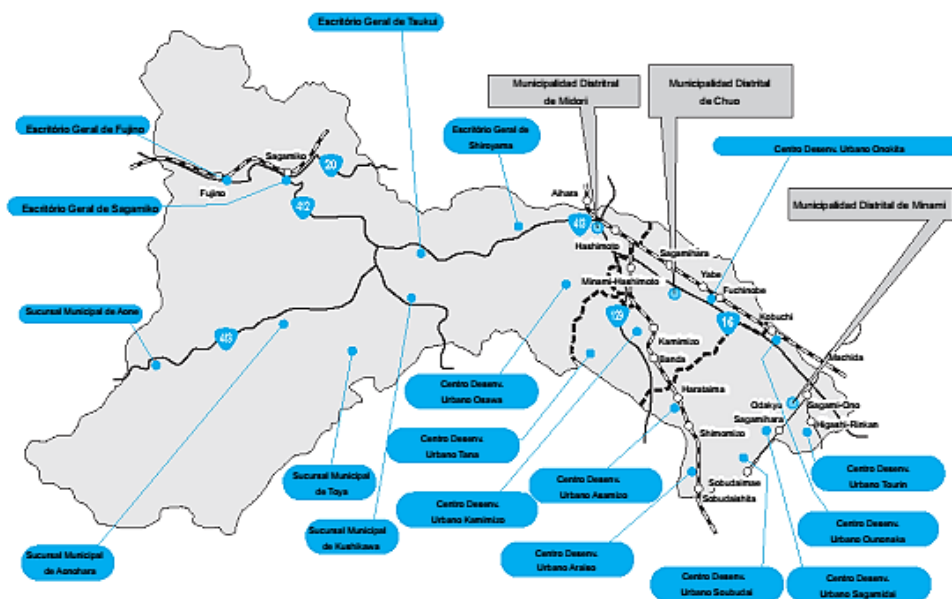 Escritório Geral de Tsukui
Municipalidad Distritral
de Midori
Municipalidad Distrital
de Chuo
Escritório Geral de Fujino
Escritório Geral de
Shiroyama
Centro Desenv. Urbano Onokita
Sagamiko
20
Fujino
Aihara
Escritório Geral de Sagamiko
412
413
Municipalidad Distrital de Minami
Hashimoto
Sagamihara
Minami-Hashimoto
Yabe
Fuchinobe
Sucursal Municipal de Aone
413
129
16
Kobuchi
Kamimizo
Banda
Machida
Centro Desenv.
Urbano Osawa
Harataima
Odakyu
Sagamihara
Sagami-Ono
Higashi-Rinkan
Centro Desenv.
Urbano Tana
Shimomizo
Sucursal Municipal
de Toya
Centro Desenv.
Urbano Asamizo
Sobudaimae
Sobudaishita
Centro Desenv.
Urbano Tourin
Centro Desenv.
Urbano Kamimizo
Sucursal Municipal
de Kushikawa
Centro Desenv.
Urbano Ounonaka
Sucursal Municipal
de Aonohara
Centro Desenv.
Urbano Araiso
Centro Desenv.
Urbano Soubudai
Centro Desenv.
Urbano Sagamidai